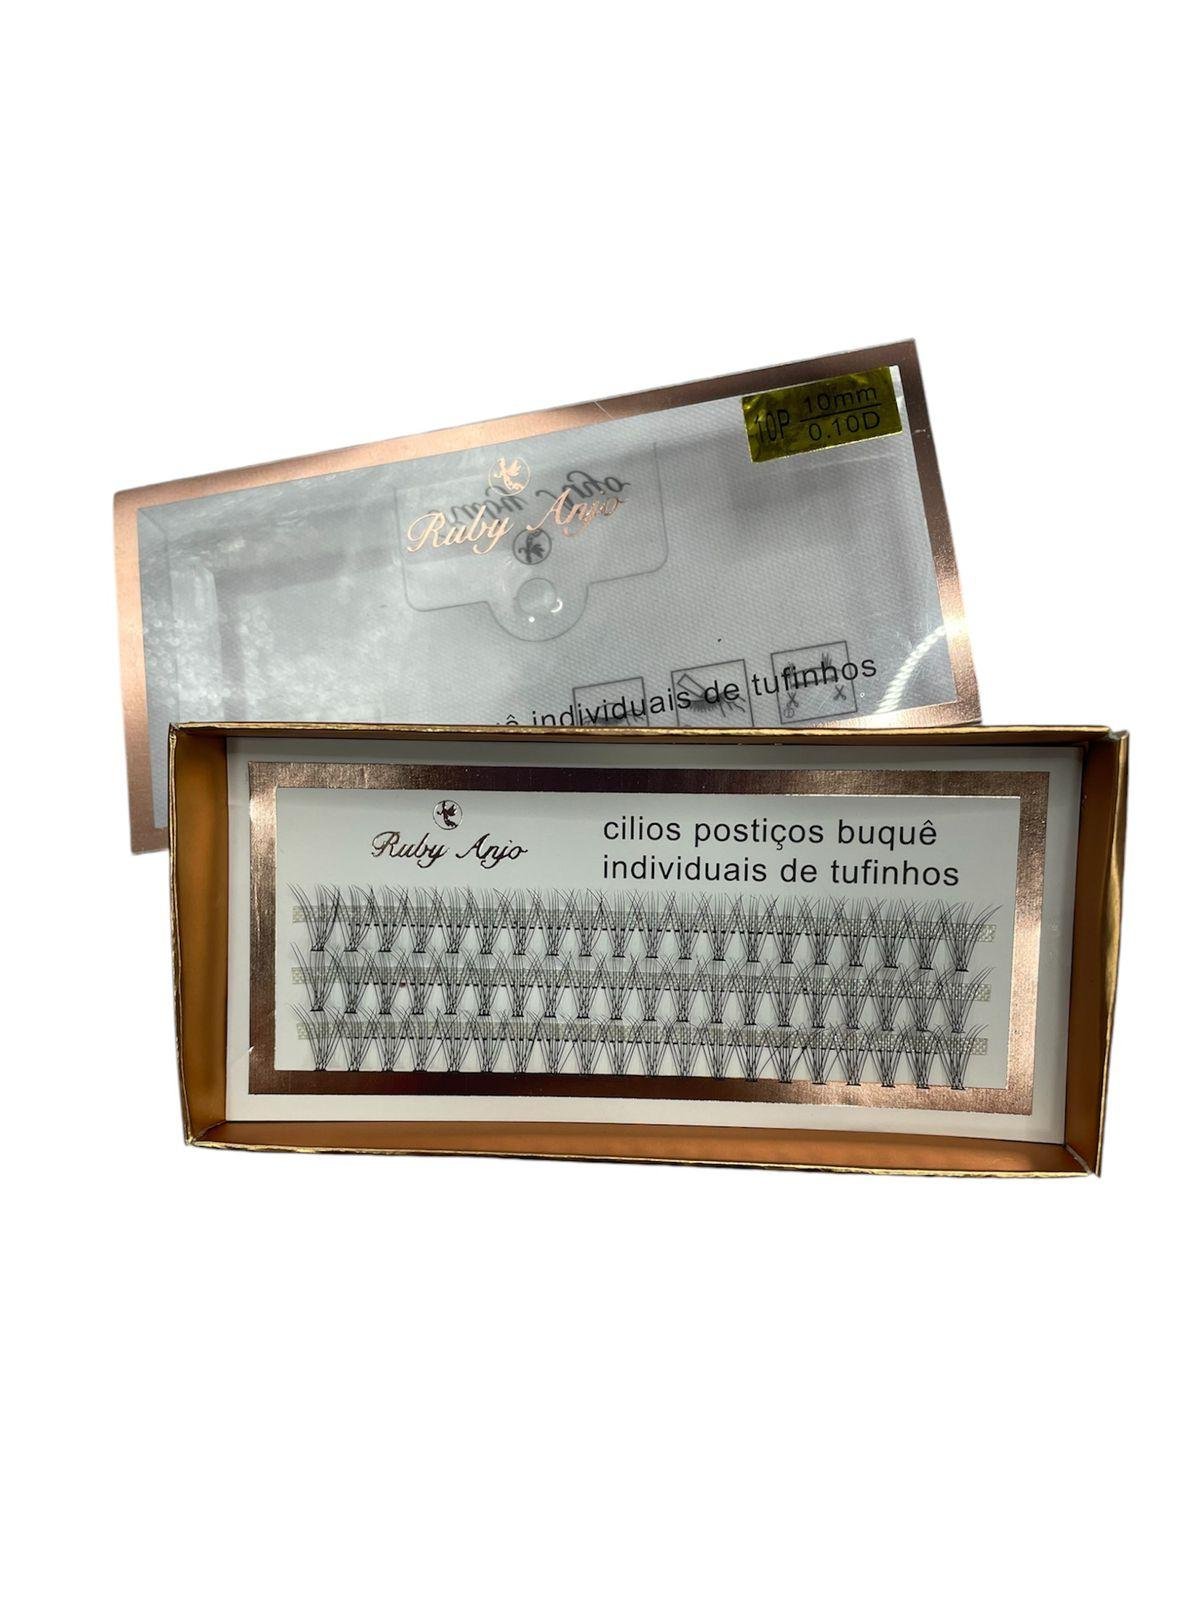 10P 10mm
0.10D
Ruby Anjo
individuais de tufinhos
Ruby Anjo
cilios postiços buquê
individuais de tufinhos